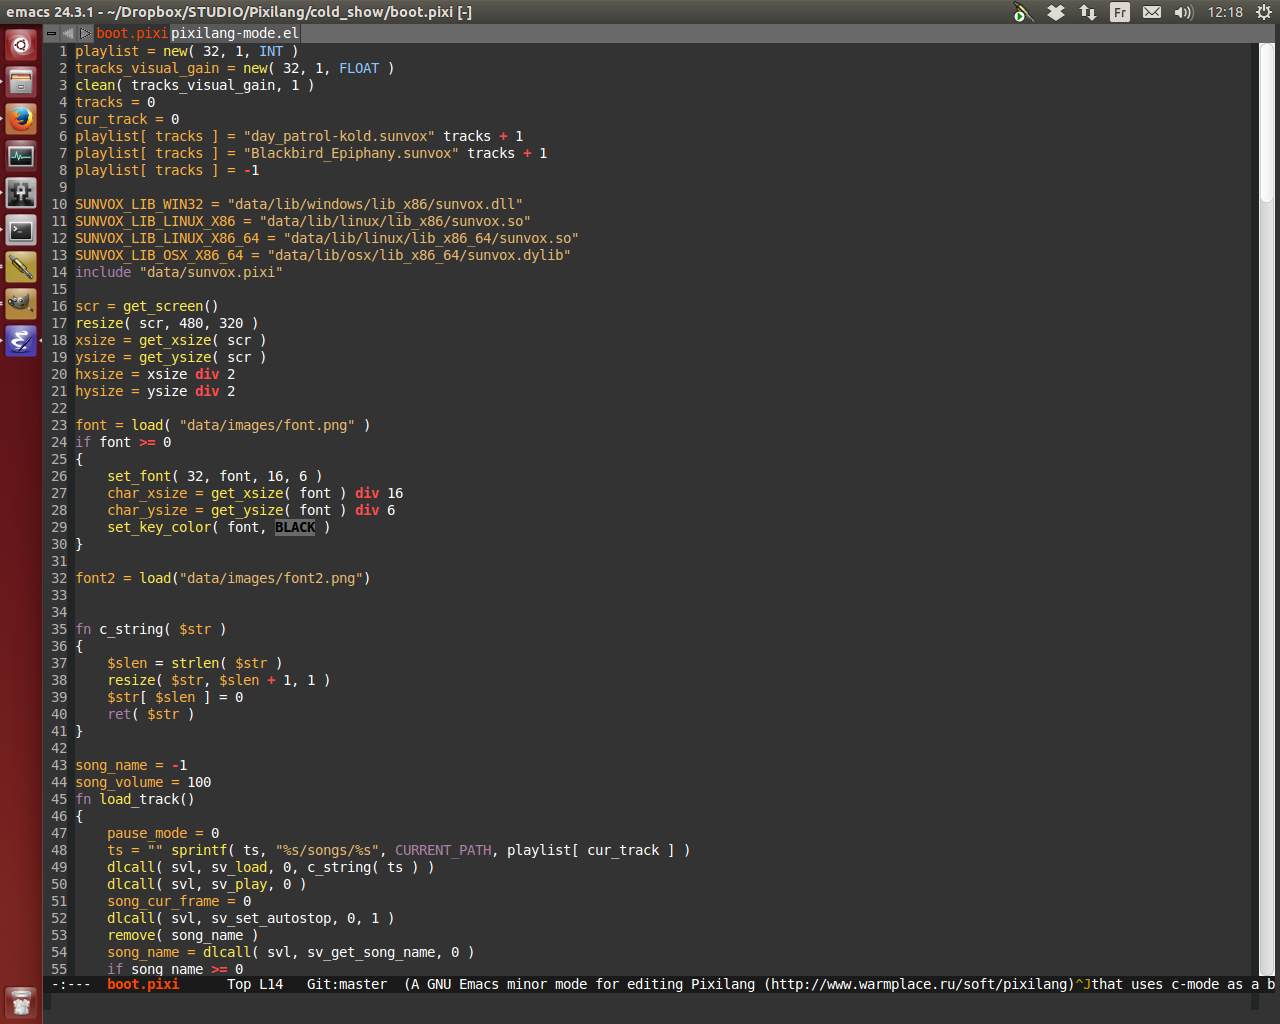 emacs 24.3.1 - ~/Dropbox/STUDIO/Pixilang/cold_show/boot.pixi [-]
Fr
12:18
boot.pixi pixilang-mode.el
1 playlist = new( 32, 1, INT )
2 tracks_visual_gain = new( 32, 1, FLOAT )
3 clean( tracks_visual_gain, 1 )
4 tracks = 0
5 cur_track = 0
6 playlist[ tracks ] = "day_patrol-kold.sunvox" tracks + 1
7 playlist[ tracks ] = "Blackbird_Epiphany.sunvox" tracks + 1
8 playlist[ tracks ] = -1
9
10 SUNVOX_LIB_WIN32 = "data/lib/windows/lib_x86/sunvox.dll"
11 SUNVOX_LIB_LINUX_X86 = "data/lib/linux/lib_x86/sunvox.so"
12 SUNVOX_LIB_LINUX_X86_64 = "data/lib/linux/lib_x86_64/sunvox.so"
13 SUNVOX_LIB_OSX_X86_64 = "data/lib/osx/lib_x86_64/sunvox.dylib"
14 include "data/sunvox.pixi"
15
16 scr = get_screen()
17 resize( scr, 480, 320 )
18 xsize = get_xsize( scr )
19 ysize = get_ysize( scr )
20 hxsize = xsize div 2
21 hysize = ysize div 2
22
23 font = load( "data/images/font.png" )
24 if font >= 0
25 {
26     set_font( 32, font, 16, 6 )
27     char_xsize = get_xsize( font ) div 16
28     char_ysize = get_ysize( font ) div 6
29     set_key_color( font, BLACK )
30 }
31
32 font2 = load("data/images/font2.png")
33
34
35 fn c_string( $str )
36 {
37     $slen = strlen( $str )
38     resize( $str, $slen + 1, 1 )
39     $str[ $slen ] = 0
40     ret( $str )
41 }
42
43 song_name = -1
44 song_volume = 100
45 fn load_track()
46 {
47     pause_mode = 0
48     ts = "" sprintf( ts, "%s/songs/%s", CURRENT_PATH, playlist[ cur_track ] )
49     dlcall( svl, sv_load, 0, c_string( ts ) )
50     dlcall( svl, sv_play, 0 )
51     song_cur_frame = 0
52     dlcall( svl, sv_set_autostop, 0, 1 )
53     remove( song_name )
54     song_name = dlcall( svl, sv_get_song_name, 0 )
55     if song_name >= 0
-:---  boot.pixi      Top L14   Git:master  (A GNU Emacs minor mode for editing Pixilang (http://www.warmplace.ru/soft/pixilang)^Jthat uses c-mode as a b